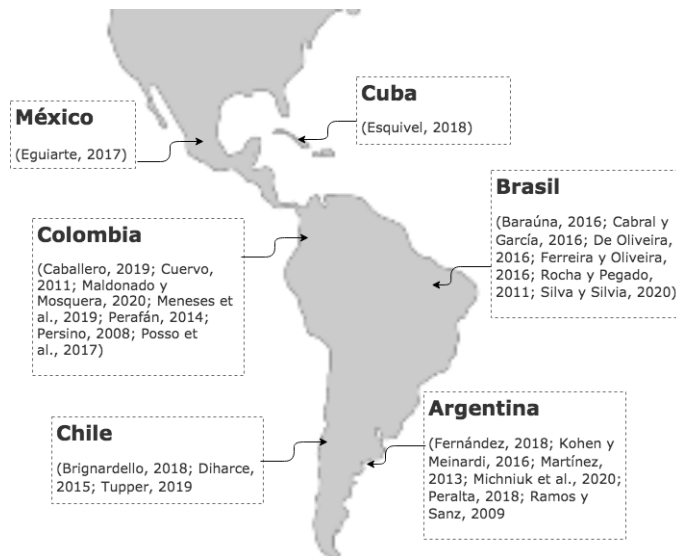 México
(Eguiarte, 2017)
Cuba
(Esquivel, 2018)
Brasil
(Baraúna, 2016; Cabral y
García, 2016; De Oliveira,
2016; Ferreira y Oliveira,
2016; Rocha y Pegado,
2011; Silva y Silvia, 2020)
Colombia
(Caballero, 2019; Cuervo,
2011; Maldonado y
Mosquera, 2020; Meneses et
al., 2019; Perafán, 2014;
Persino, 2008; Posso et
al., 2017)
Chile
(Brignardello, 2018; Diharce,
2015; Tupper, 2019
Argentina
(Fernández, 2018; Kohen y
Meinardi, 2016; Martínez,
2013; Michniuk et al., 2020;
Peralta, 2018; Ramos y
Sanz, 2009